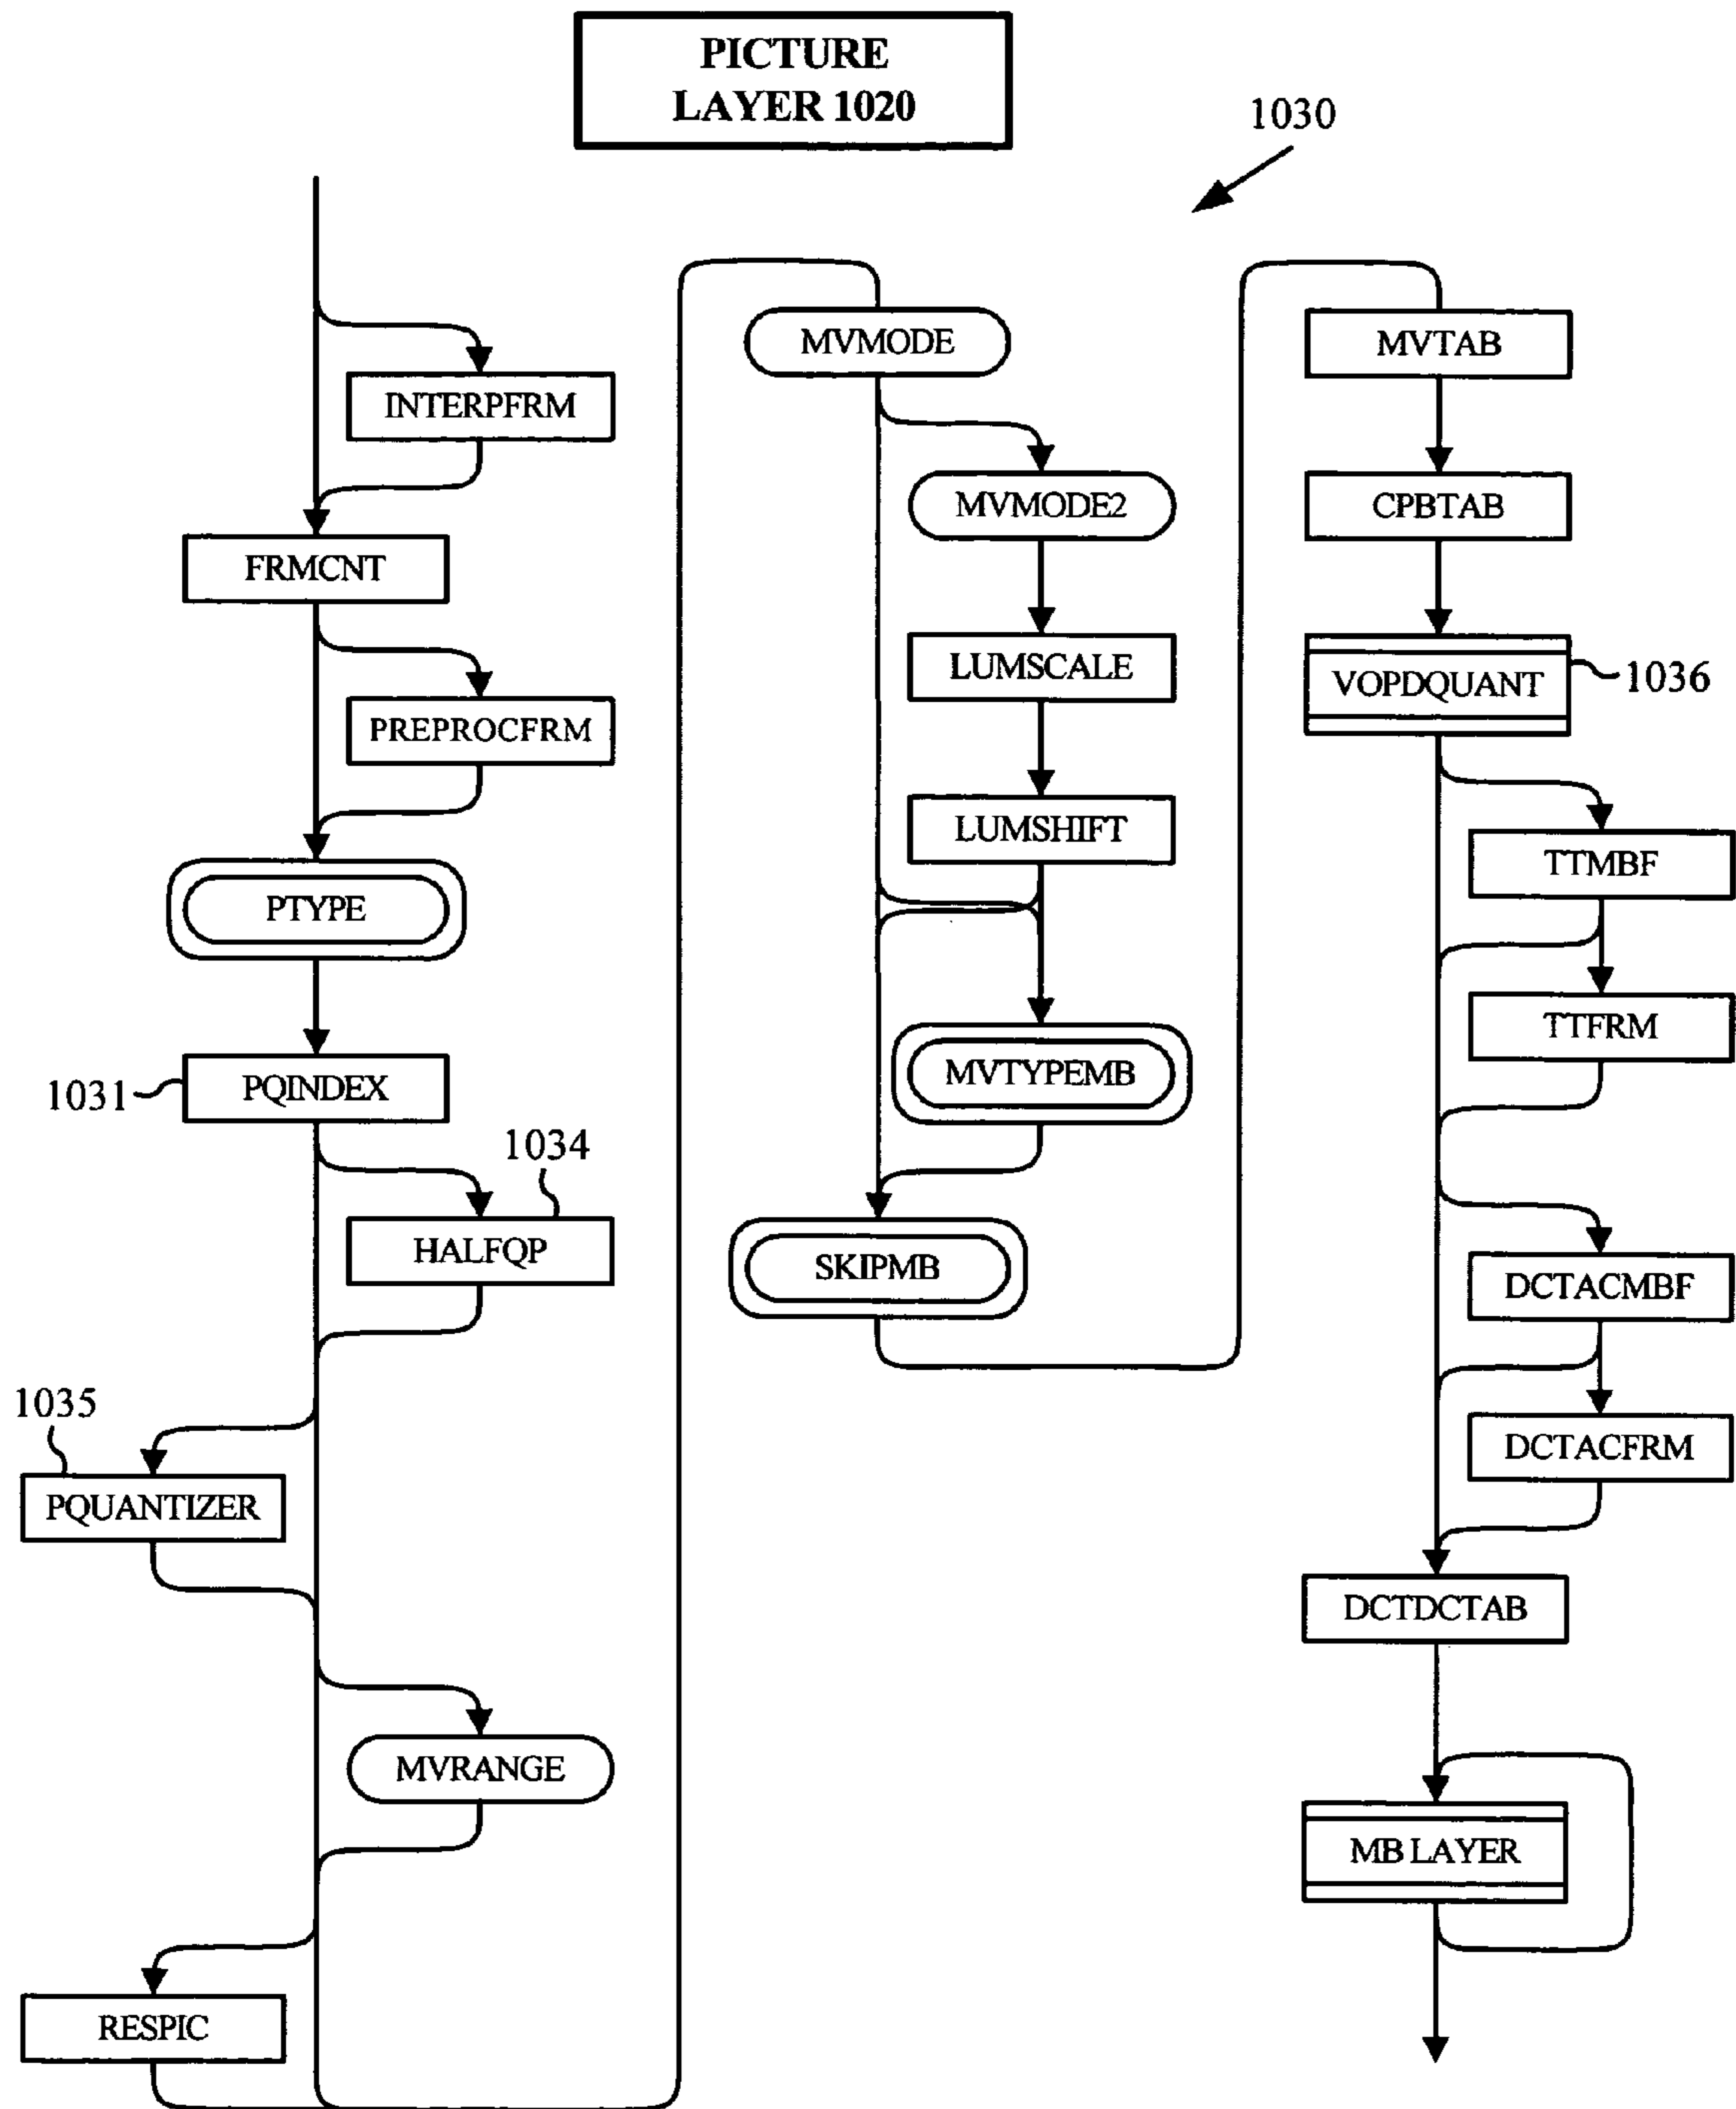 PICTURE
LAYER 1020
1030
INTERPFRM
FRMCNT
PREPROCFRM
PTYPE
1031
PQINDEX
1034
HALFQP
1035
PQUANTIZER
MVRANGE
RESPIC
MVMODE
MVMODE2
LUMSCALE
LUMSHIFT
MVTYPEMB
SKIPMB
MVTAB
CPBTAB
VOPDQUANT
1036
TTMBF
TTFRM
DCTACMBF
DCTACFRM
DCTDCTAB
MB LAYER